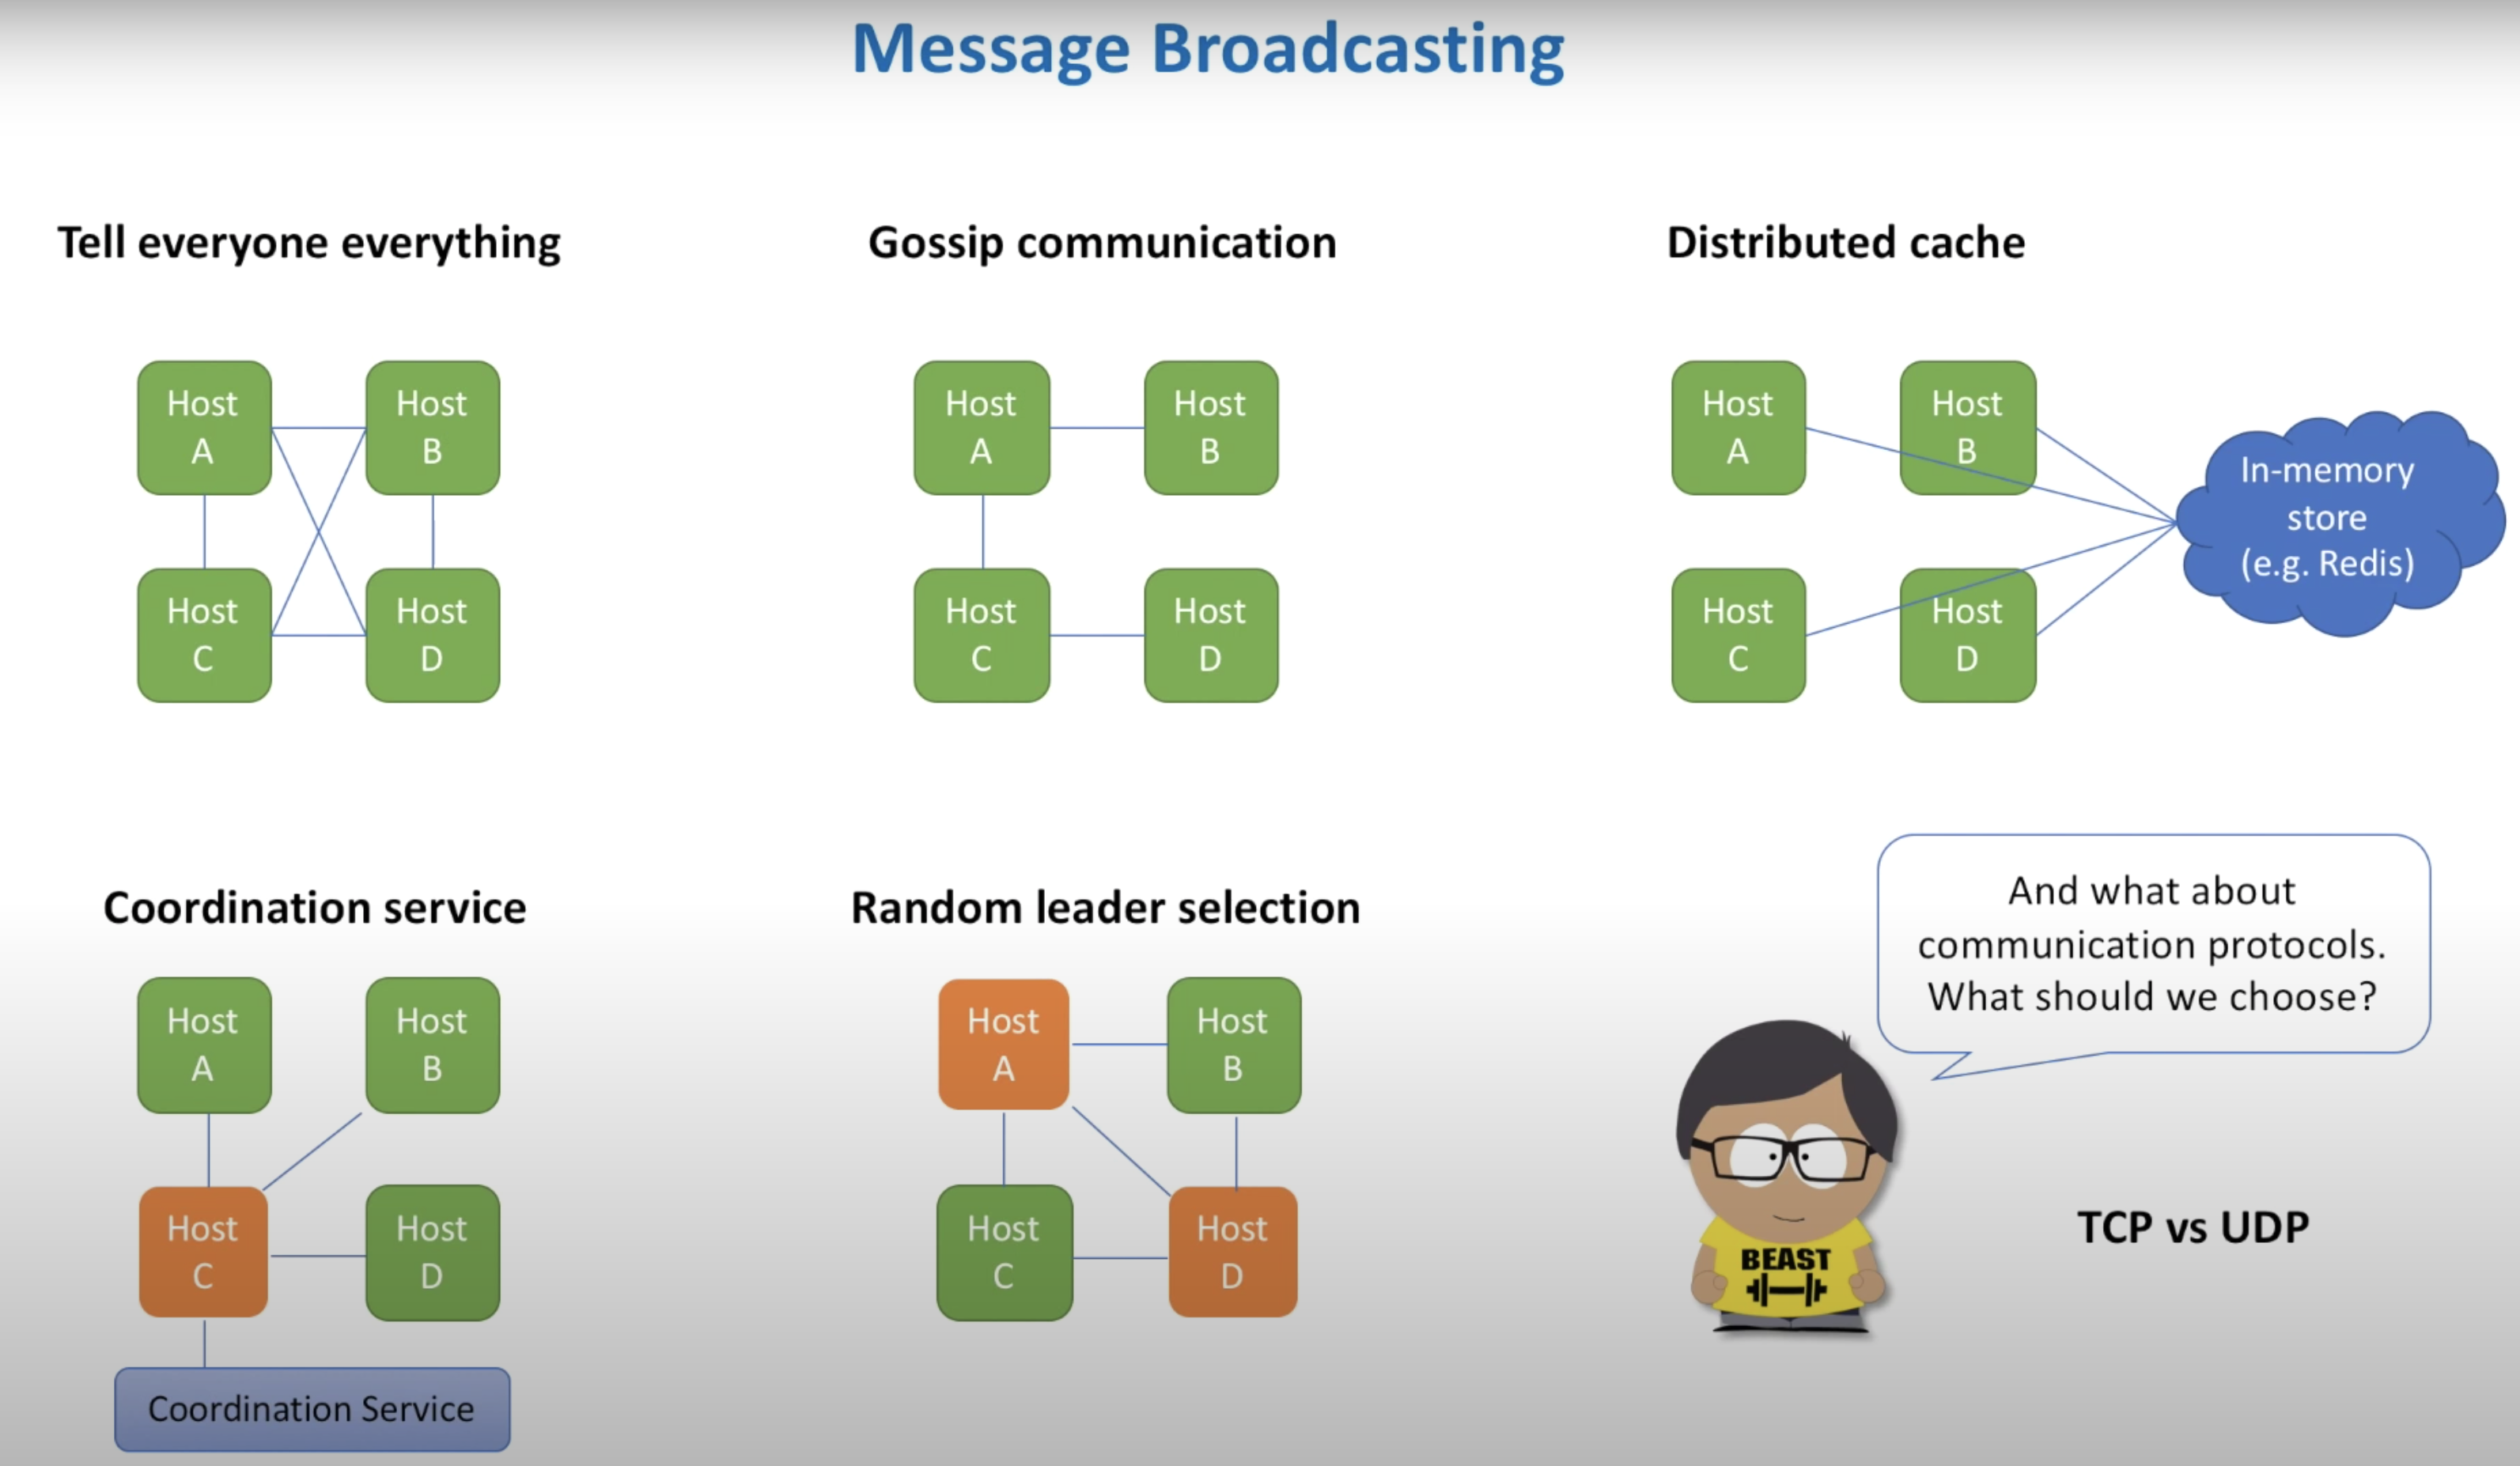 Message Broadcasting
Tell everyone everything
Host
A
Host
B
Host
C
Host
D
Gossip communication
Host
A
Host
B
Host
C
Host
D
Distributed cache
Host
A
Host
B
Host
C
Host
D
In-memory
store
(e.g. Redis)
Coordination service
Host
A
Host
B
Host
C
Host
D
Coordination Service
Random leader selection
Host
A
Host
B
Host
C
Host
D
And what about
communication protocols.
What should we choose?
BEAST
TCP vs UDP